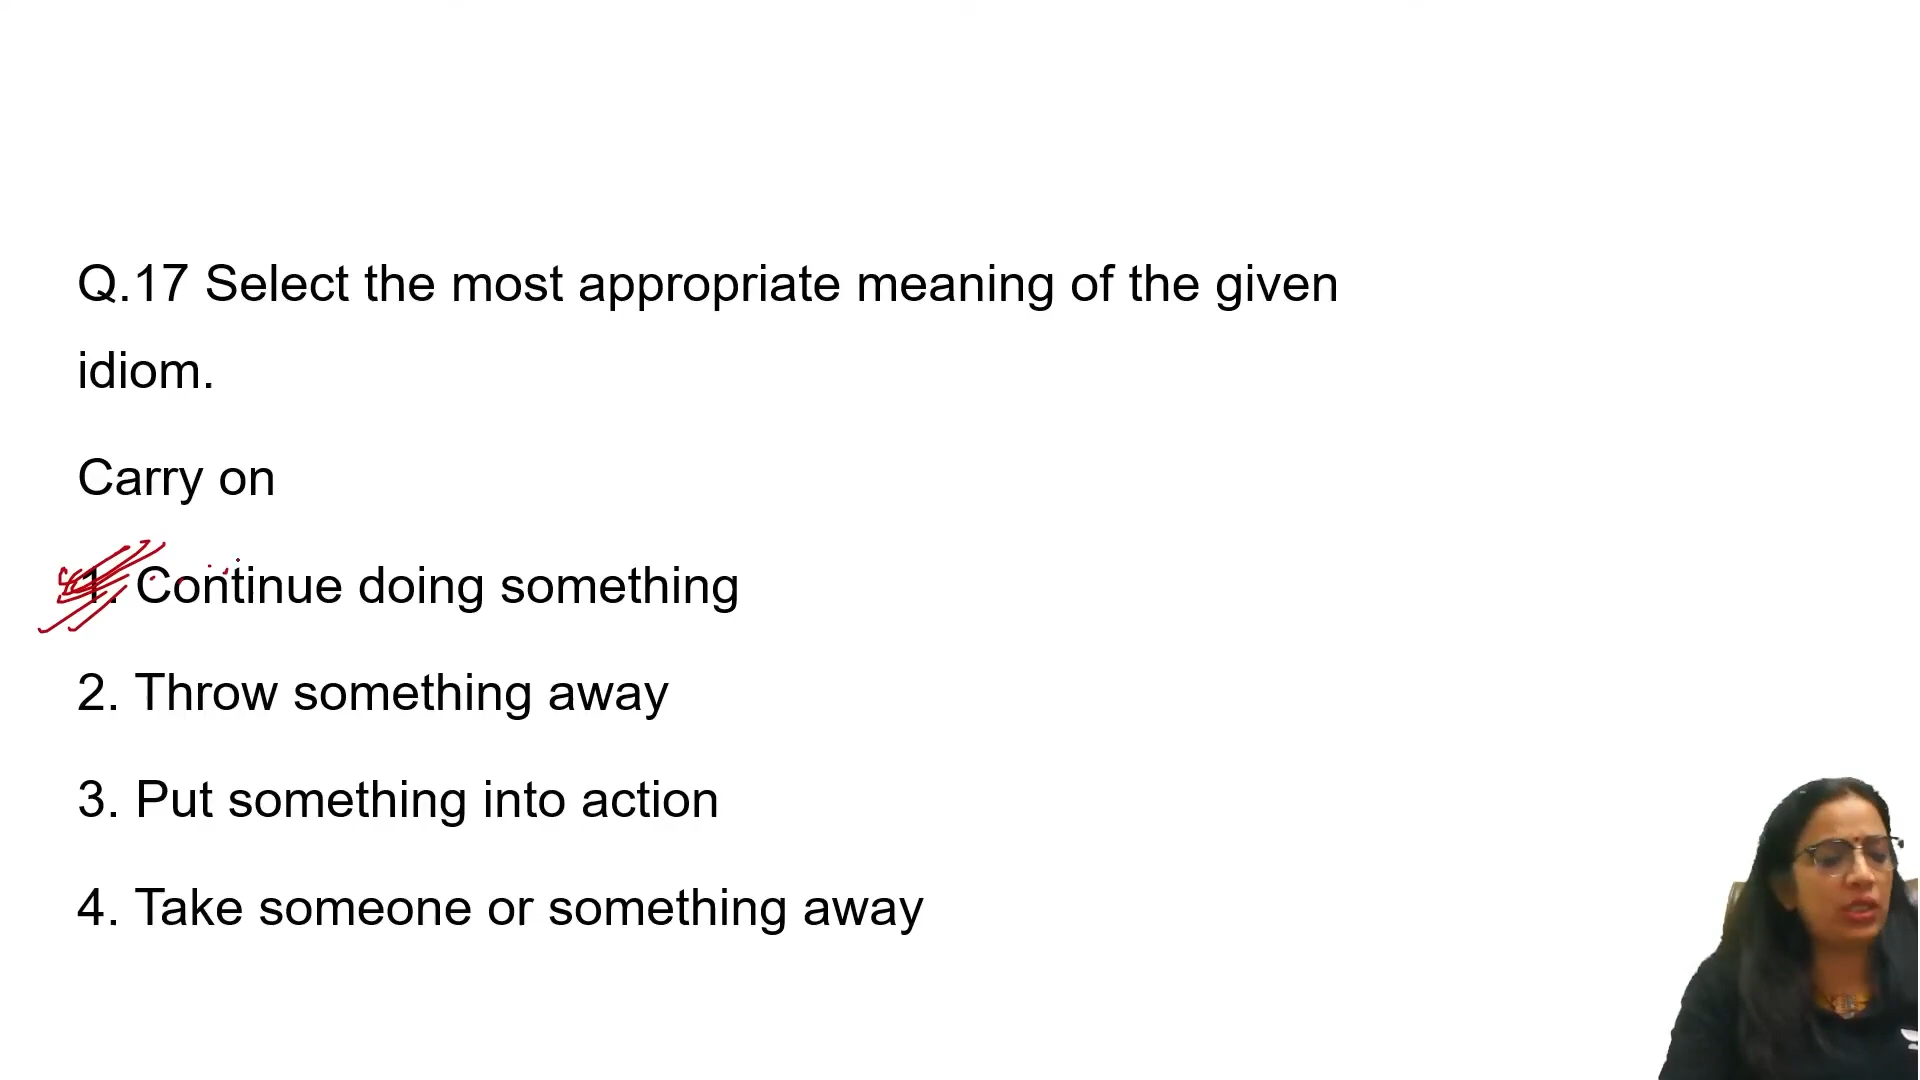 Q.17 Select the most appropriate meaning of the given
idiom.
Carry on
1. Continue doing something
2. Throw something away
3. Put something into action
4. Take someone or something away